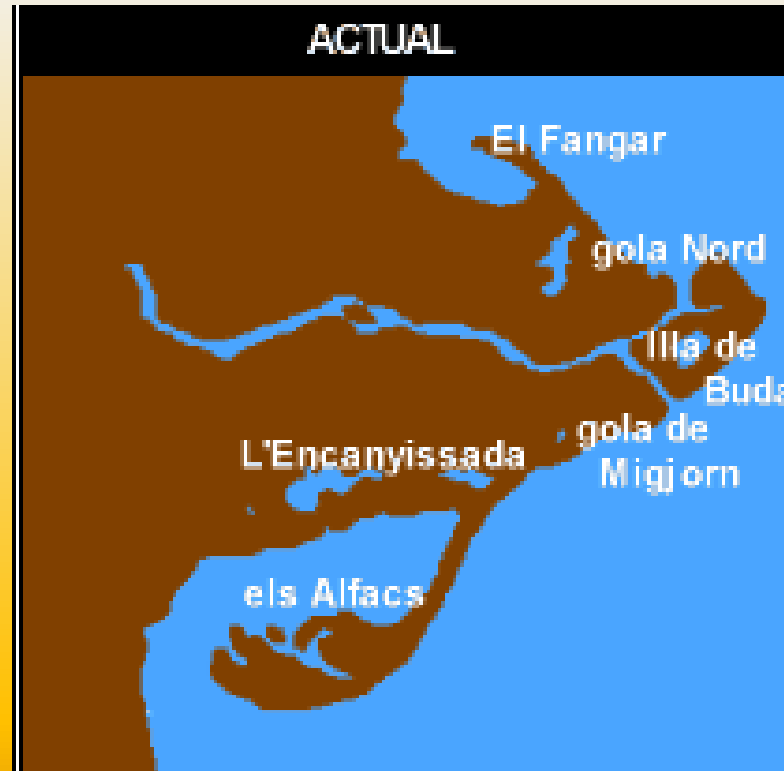 ACTUAL
El Fangar
gola Nord
Illa de
Buda
gola de
Migjorn
L'Encanyissada
els Alfacs